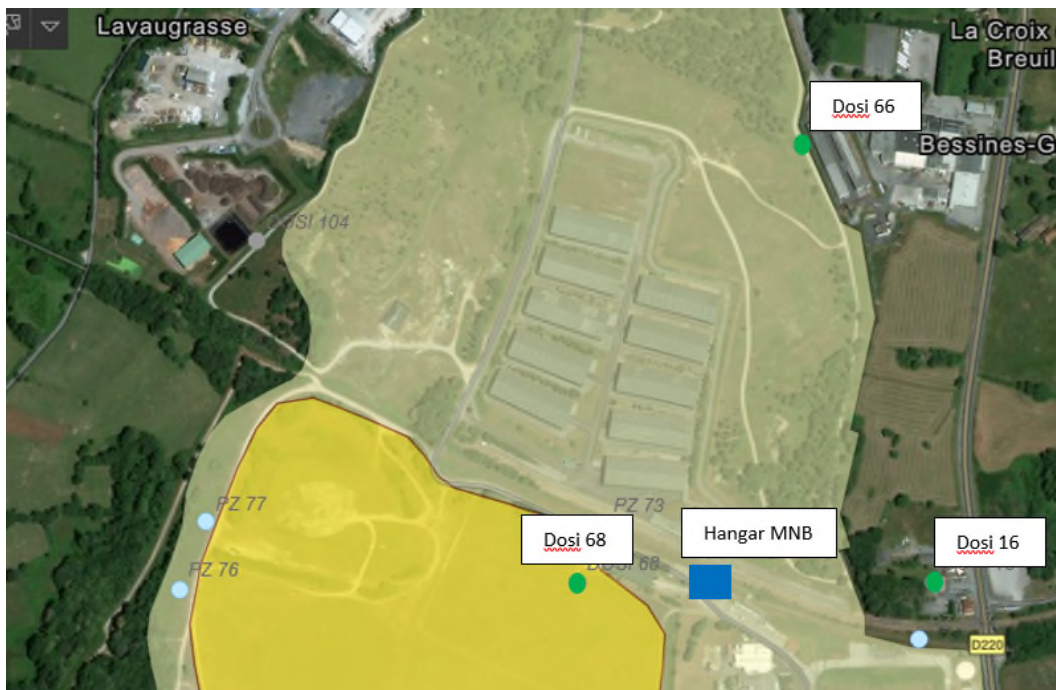 Lavaugrasse
La Croix
Breuil
Dosi 66
Bessines-G
DOSI 104
PZ 77
PZ 73
Dosi 68
Hangar MNB
Dosi 16
PZ 76
DOSI 68
D220